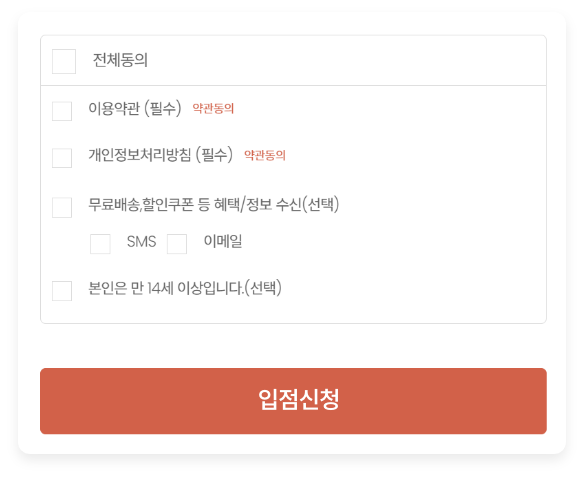 전체동의
이용약관 (필수) 약관동의
개인정보처리방침 (필수) 약관동의
무료배송,할인쿠폰 등 혜택/정보 수신(선택)
SMS 이메일
본인은 만 14세 이상입니다.(선택)
입점신청